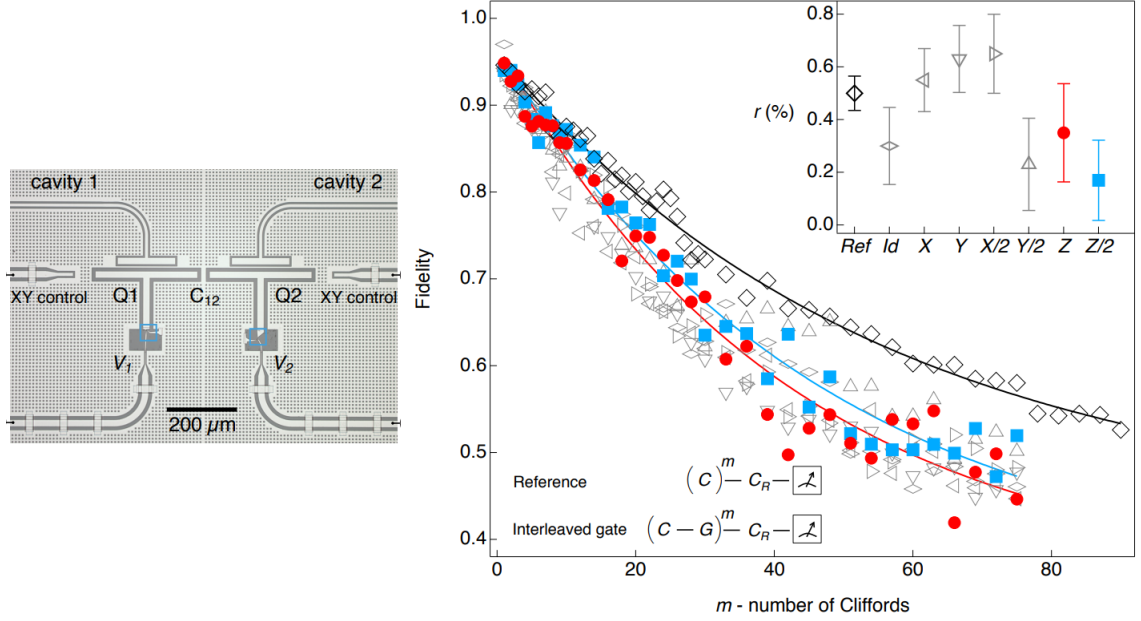 cavity 1
cavity 2
XY control
Q1
C12
Q2
XY control
V1
V2
200 μm
1.0
0.9
0.8
0.7
0.6
0.5
0.4
Fidelity
0
20
40
60
80
m - number of Cliffords
Reference
(C)^m — C_R —
Interleaved gate
(C — G)^m — C_R —
0.8
0.6
0.4
0.2
0.0
r (%)
Ref Id X Y X/2 Y/2 Z Z/2